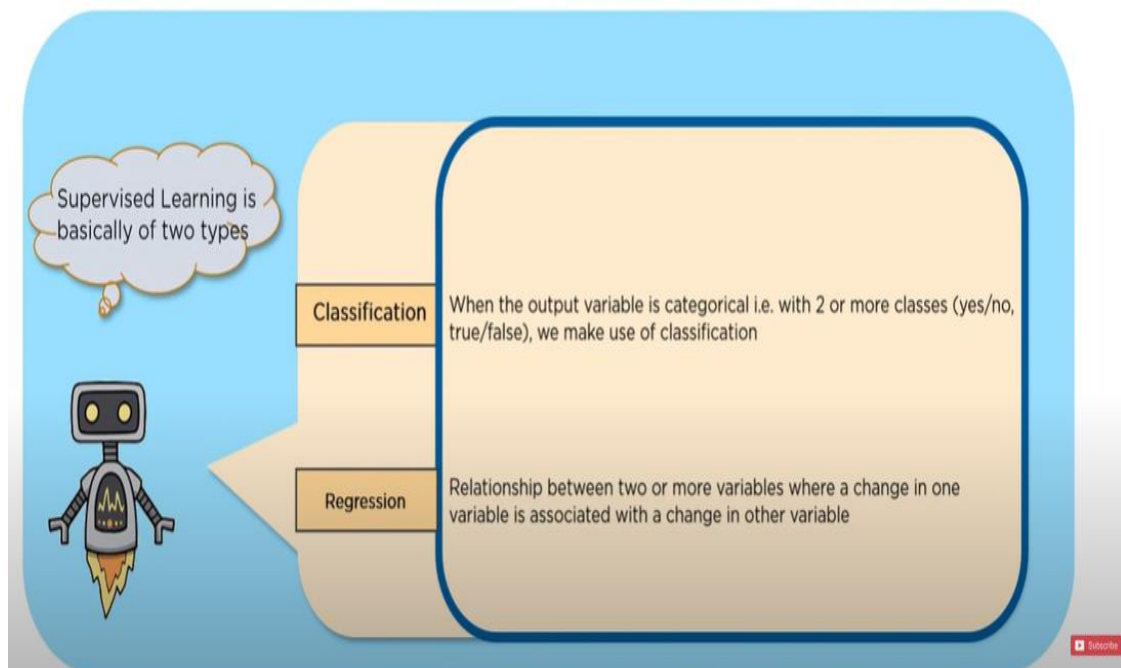 Supervised Learning is
basically of two types
Classification
When the output variable is categorical i.e. with 2 or more classes (yes/no,
true/false), we make use of classification
Regression
Relationship between two or more variables where a change in one
variable is associated with a change in other variable
Subscribe